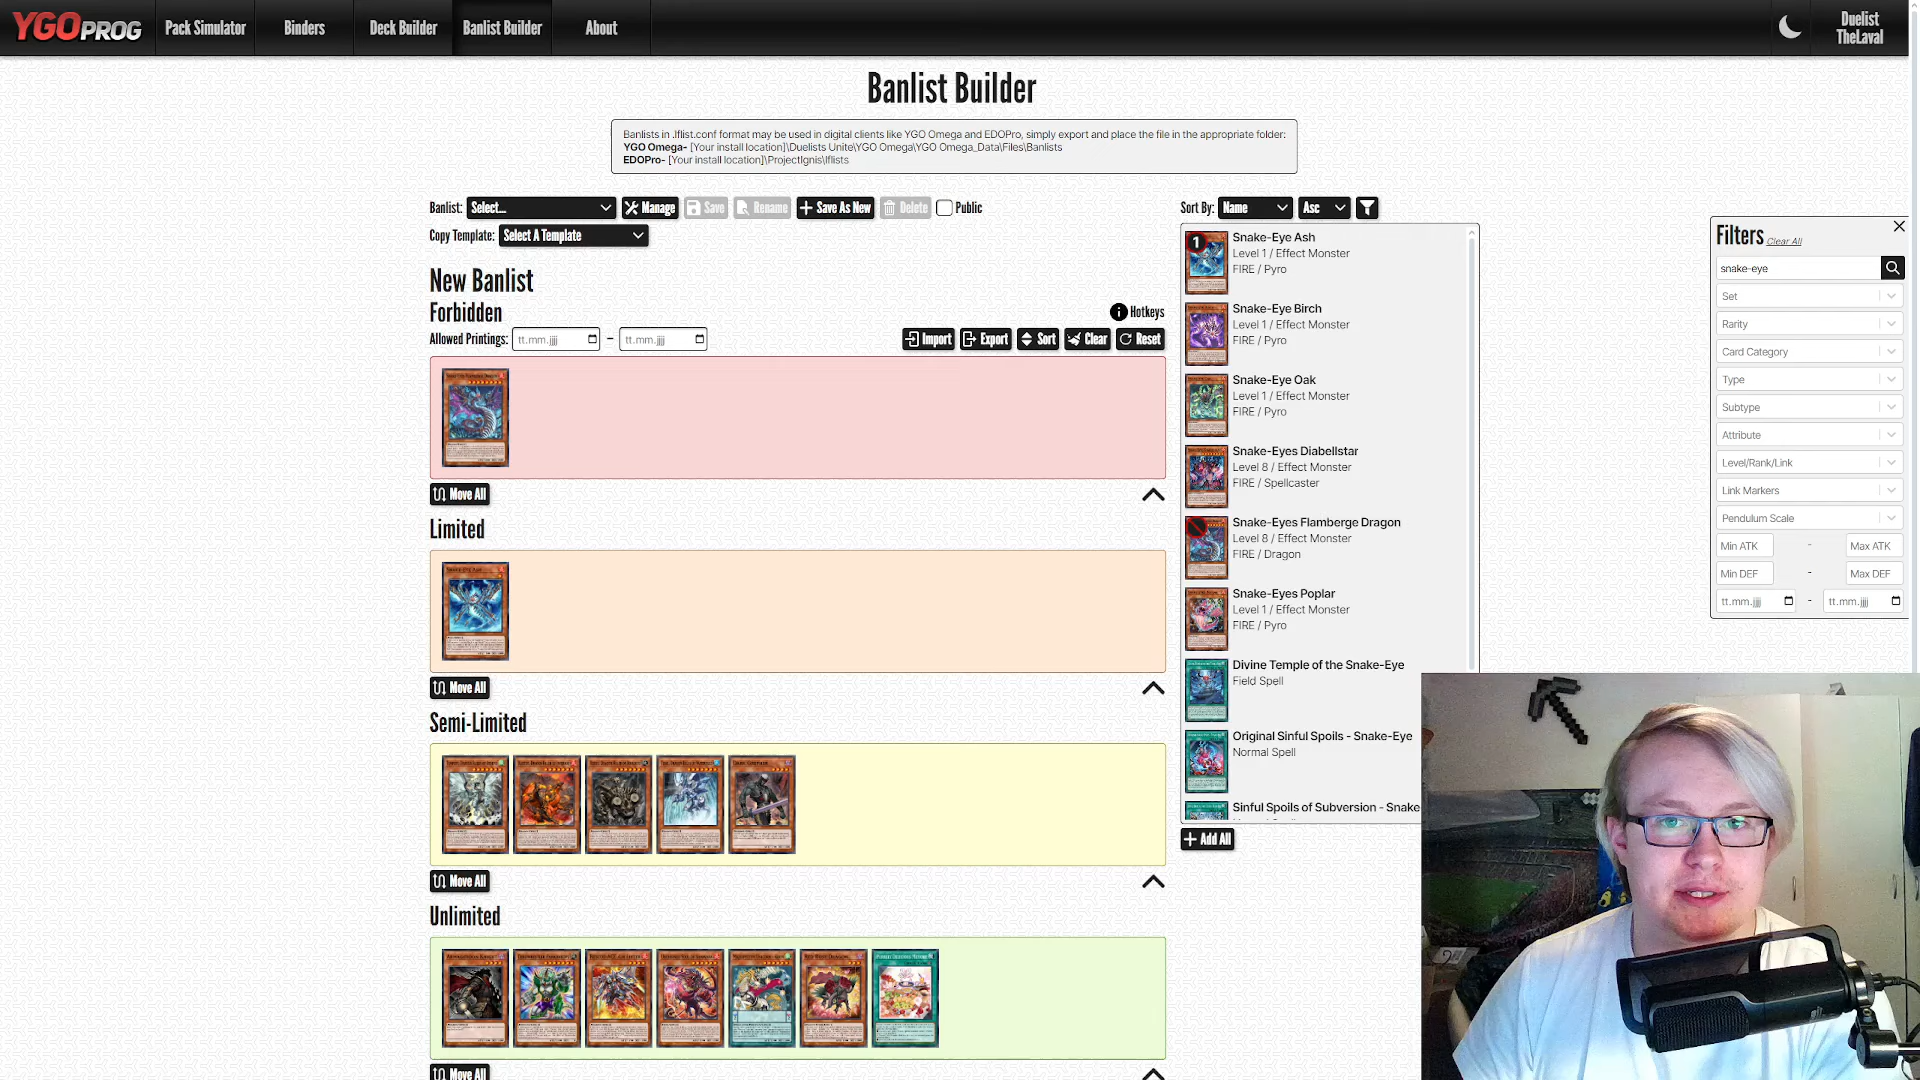 YGOPROG
Pack Simulator
Binders
Deck Builder
Banlist Builder
About
Duelist
TheLaval
Banlist Builder
Banlists in .lflist.conf format may be used in digital clients like YGO Omega and EDOPro, simply export and place the file in the appropriate folder:
YGO Omega- [Your install location]\Duelists Unite\YGO Omega\YGO Omega_Data\Files\Banlists
EDOPro- [Your install location]\ProjectIgnis\lflists
Banlist: Select... Manage Save Rename Save As New Delete Public
Copy Template: Select A Template
New Banlist
Forbidden
Hotkeys
Allowed Printings: tt.mm.jjjj – tt.mm.jjjj
Import Export Sort Clear Reset
Move All
Limited
Move All
Semi-Limited
Move All
Unlimited
Move All
Sort By: Name Asc
1
Snake-Eye Ash
Level 1 / Effect Monster
FIRE / Pyro
Snake-Eye Birch
Level 1 / Effect Monster
FIRE / Pyro
Snake-Eye Oak
Level 1 / Effect Monster
FIRE / Pyro
Snake-Eyes Diabellstar
Level 8 / Effect Monster
FIRE / Spellcaster
Snake-Eyes Flamberge Dragon
Level 8 / Effect Monster
FIRE / Dragon
Snake-Eyes Poplar
Level 1 / Effect Monster
FIRE / Pyro
Divine Temple of the Snake-Eye
Field Spell
Original Sinful Spoils - Snake-Eye
Normal Spell
Sinful Spoils of Subversion - Snake
Add All
Filters Clear All
snake-eye
Set
Rarity
Card Category
Type
Subtype
Attribute
Level/Rank/Link
Link Markers
Pendulum Scale
Min ATK - Max ATK
Min DEF - Max DEF
tt.mm.jjjj - tt.mm.jjjj